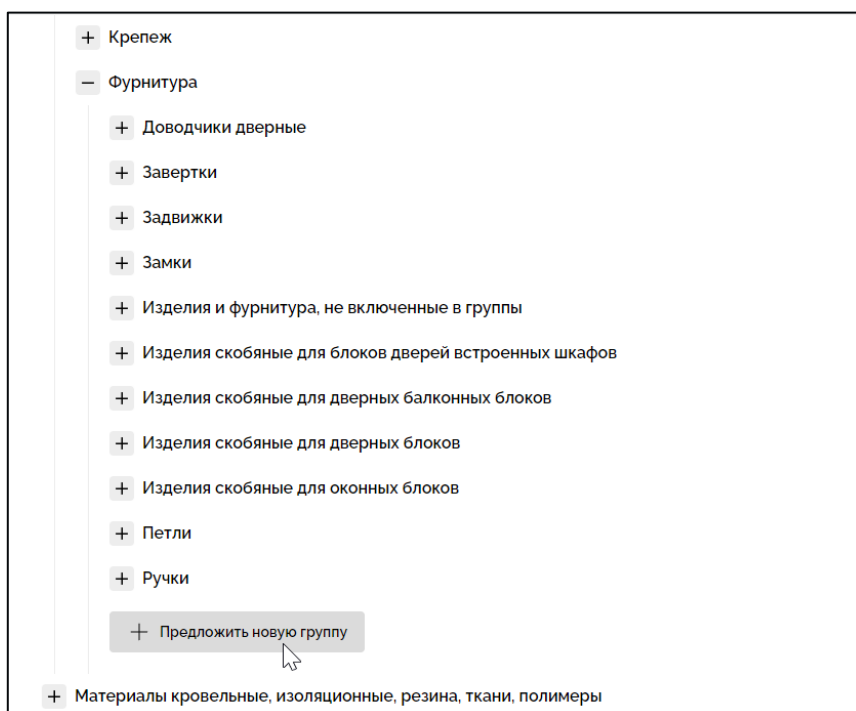 Крепеж
Фурнитура
Доводчики дверные
Завертки
Задвижки
Замки
Изделия и фурнитура, не включенные в группы
Изделия скобяные для блоков дверей встроенных шкафов
Изделия скобяные для дверных балконных блоков
Изделия скобяные для дверных блоков
Изделия скобяные для оконных блоков
Петли
Ручки
Предложить новую группу
Материалы кровельные, изоляционные, резина, ткани, полимеры